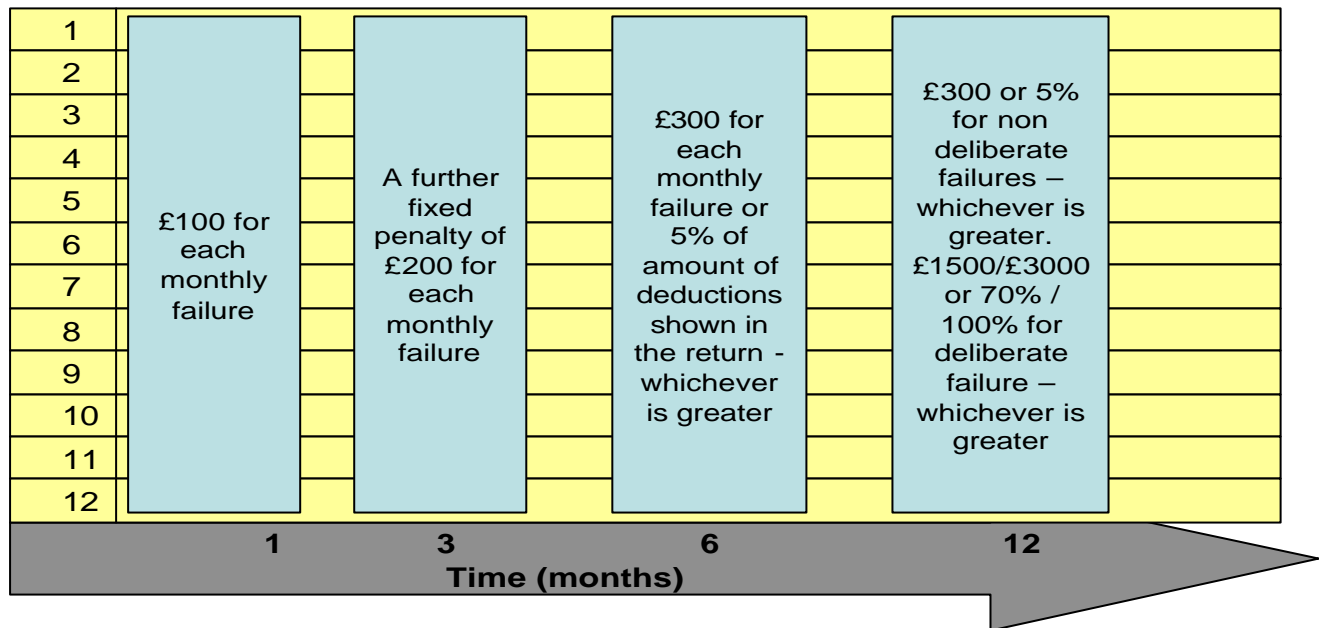 1
2
3
4
5
6
7
8
9
10
11
12
£100 for
each
monthly
failure
A further
fixed
penalty of
£200 for
each
monthly
failure
£300 for
each
monthly
failure or
5% of
amount of
deductions
shown in
the return -
whichever
is greater
£300 or 5%
for non
deliberate
failures –
whichever is
greater.
£1500/£3000
or 70% /
100% for
deliberate
failure –
whichever is
greater
1 3 6 12
Time (months)